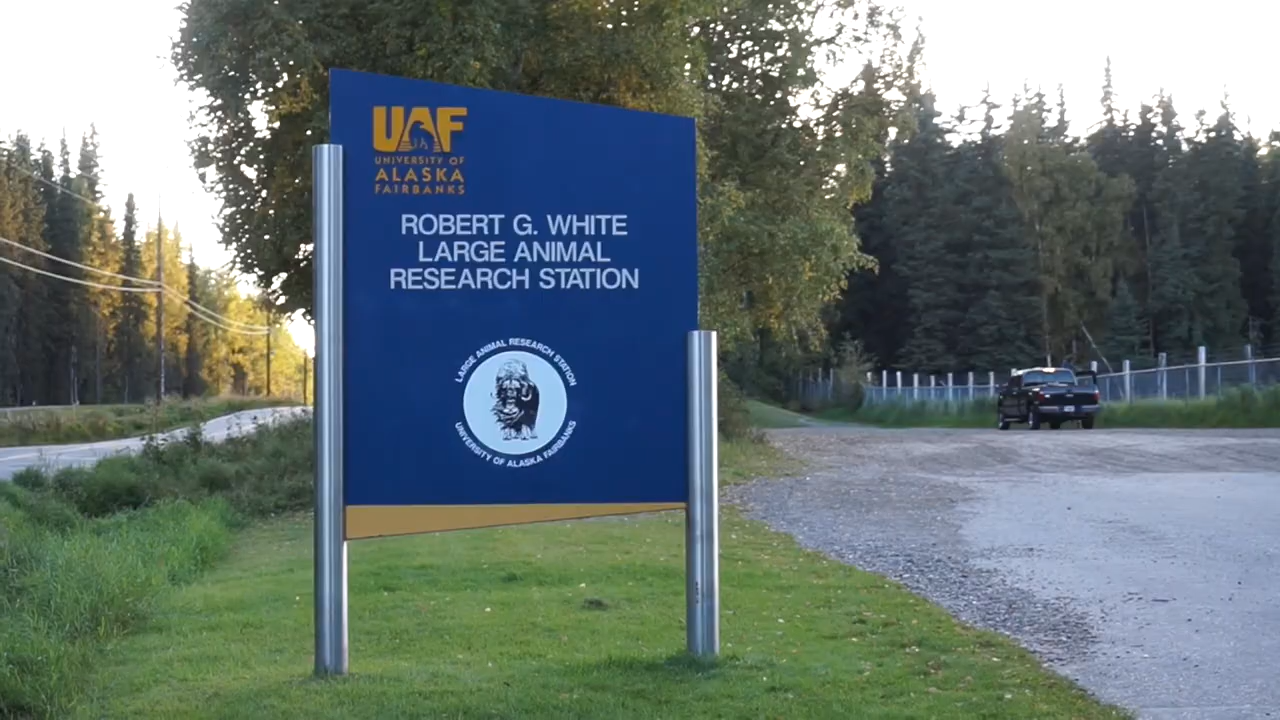 UAF
UNIVERSITY OF
ALASKA
FAIRBANKS
ROBERT G. WHITE
LARGE ANIMAL
RESEARCH STATION
LARGE ANIMAL RESEARCH STATION
UNIVERSITY OF ALASKA FAIRBANKS